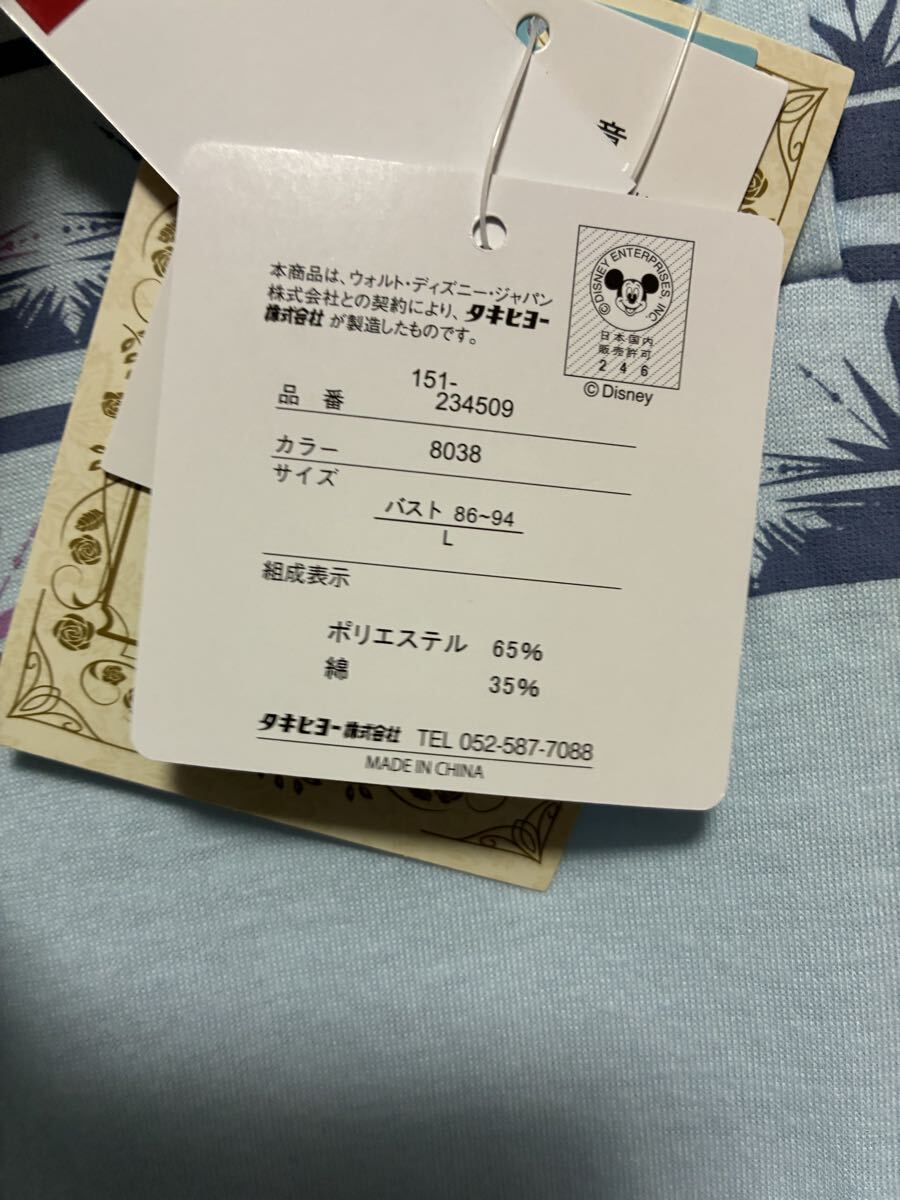 音
本商品は、ウォルト・ディズニー・ジャパン
株式会社との契約により、タキヒヨー
株式会社が製造したものです。
©DISNEY ENTERPRISES, INC.
日本国内
販売許可
246
©Disney
品番 151-
234509
カラー 8038
サイズ
バスト 86~94
L
組成表示
ポリエステル 65%
綿 35%
タキヒヨー株式会社 TEL 052-587-7088
MADE IN CHINA